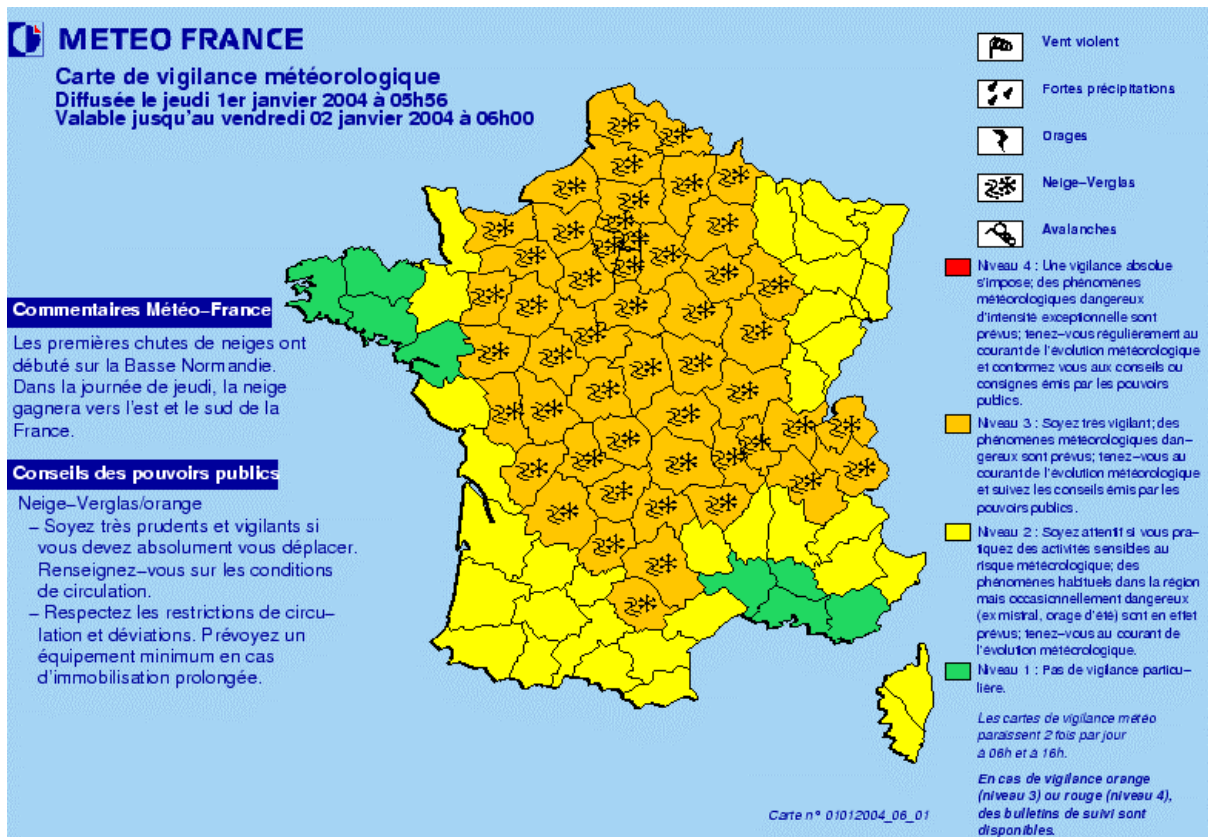 METEO FRANCE
Carte de vigilance météorologique
Diffusée le jeudi 1er janvier 2004 à 05h56
Valable jusqu'au vendredi 02 janvier 2004 à 06h00
Commentaires Météo–France
Les premières chutes de neiges ont
débuté sur la Basse Normandie.
Dans la journée de jeudi, la neige
gagnera vers l'est et le sud de la
France.
Conseils des pouvoirs publics
Neige–Verglas/orange
– Soyez très prudents et vigilants si
vous devez absolument vous déplacer.
Renseignez–vous sur les conditions
de circulation.
– Respectez les restrictions de circu–
lation et déviations. Prévoyez un
équipement minimum en cas
d'immobilisation prolongée.
Vent violent
Fortes précipitations
Orages
Neige–Verglas
Avalanches
Niveau 4 : Une vigilance absolue
s'impose; des phénomènes
météorologiques dangereux
d'intensité exceptionnelle sont
prévus; tenez–vous régulièrement au
courant de l'évolution météorologique
et conformez vous aux conseils ou
consignes émis par les pouvoirs
publics.
Niveau 3 : Soyez très vigilant; des
phénomènes météorologiques dan–
gereux sont prévus; tenez–vous au
courant de l'évolution météorologique
et suivez les conseils émis par les
pouvoirs publics.
Niveau 2 : Soyez attentif si vous pra–
tiquez des activités sensibles au
risque météorologique; des
phénomènes habituels dans la région
mais occasionnellement dangereux
(ex mistral, orage d'été) sont en effet
prévus; tenez–vous au courant de
l'évolution météorologique.
Niveau 1 : Pas de vigilance particu–
lière.
Les cartes de vigilance météo
paraissent 2 fois par jour
à 06h et à 16h.
En cas de vigilance orange
(niveau 3) ou rouge (niveau 4),
des bulletins de suivi sont
disponibles.
Carte n° 01012004_06_01